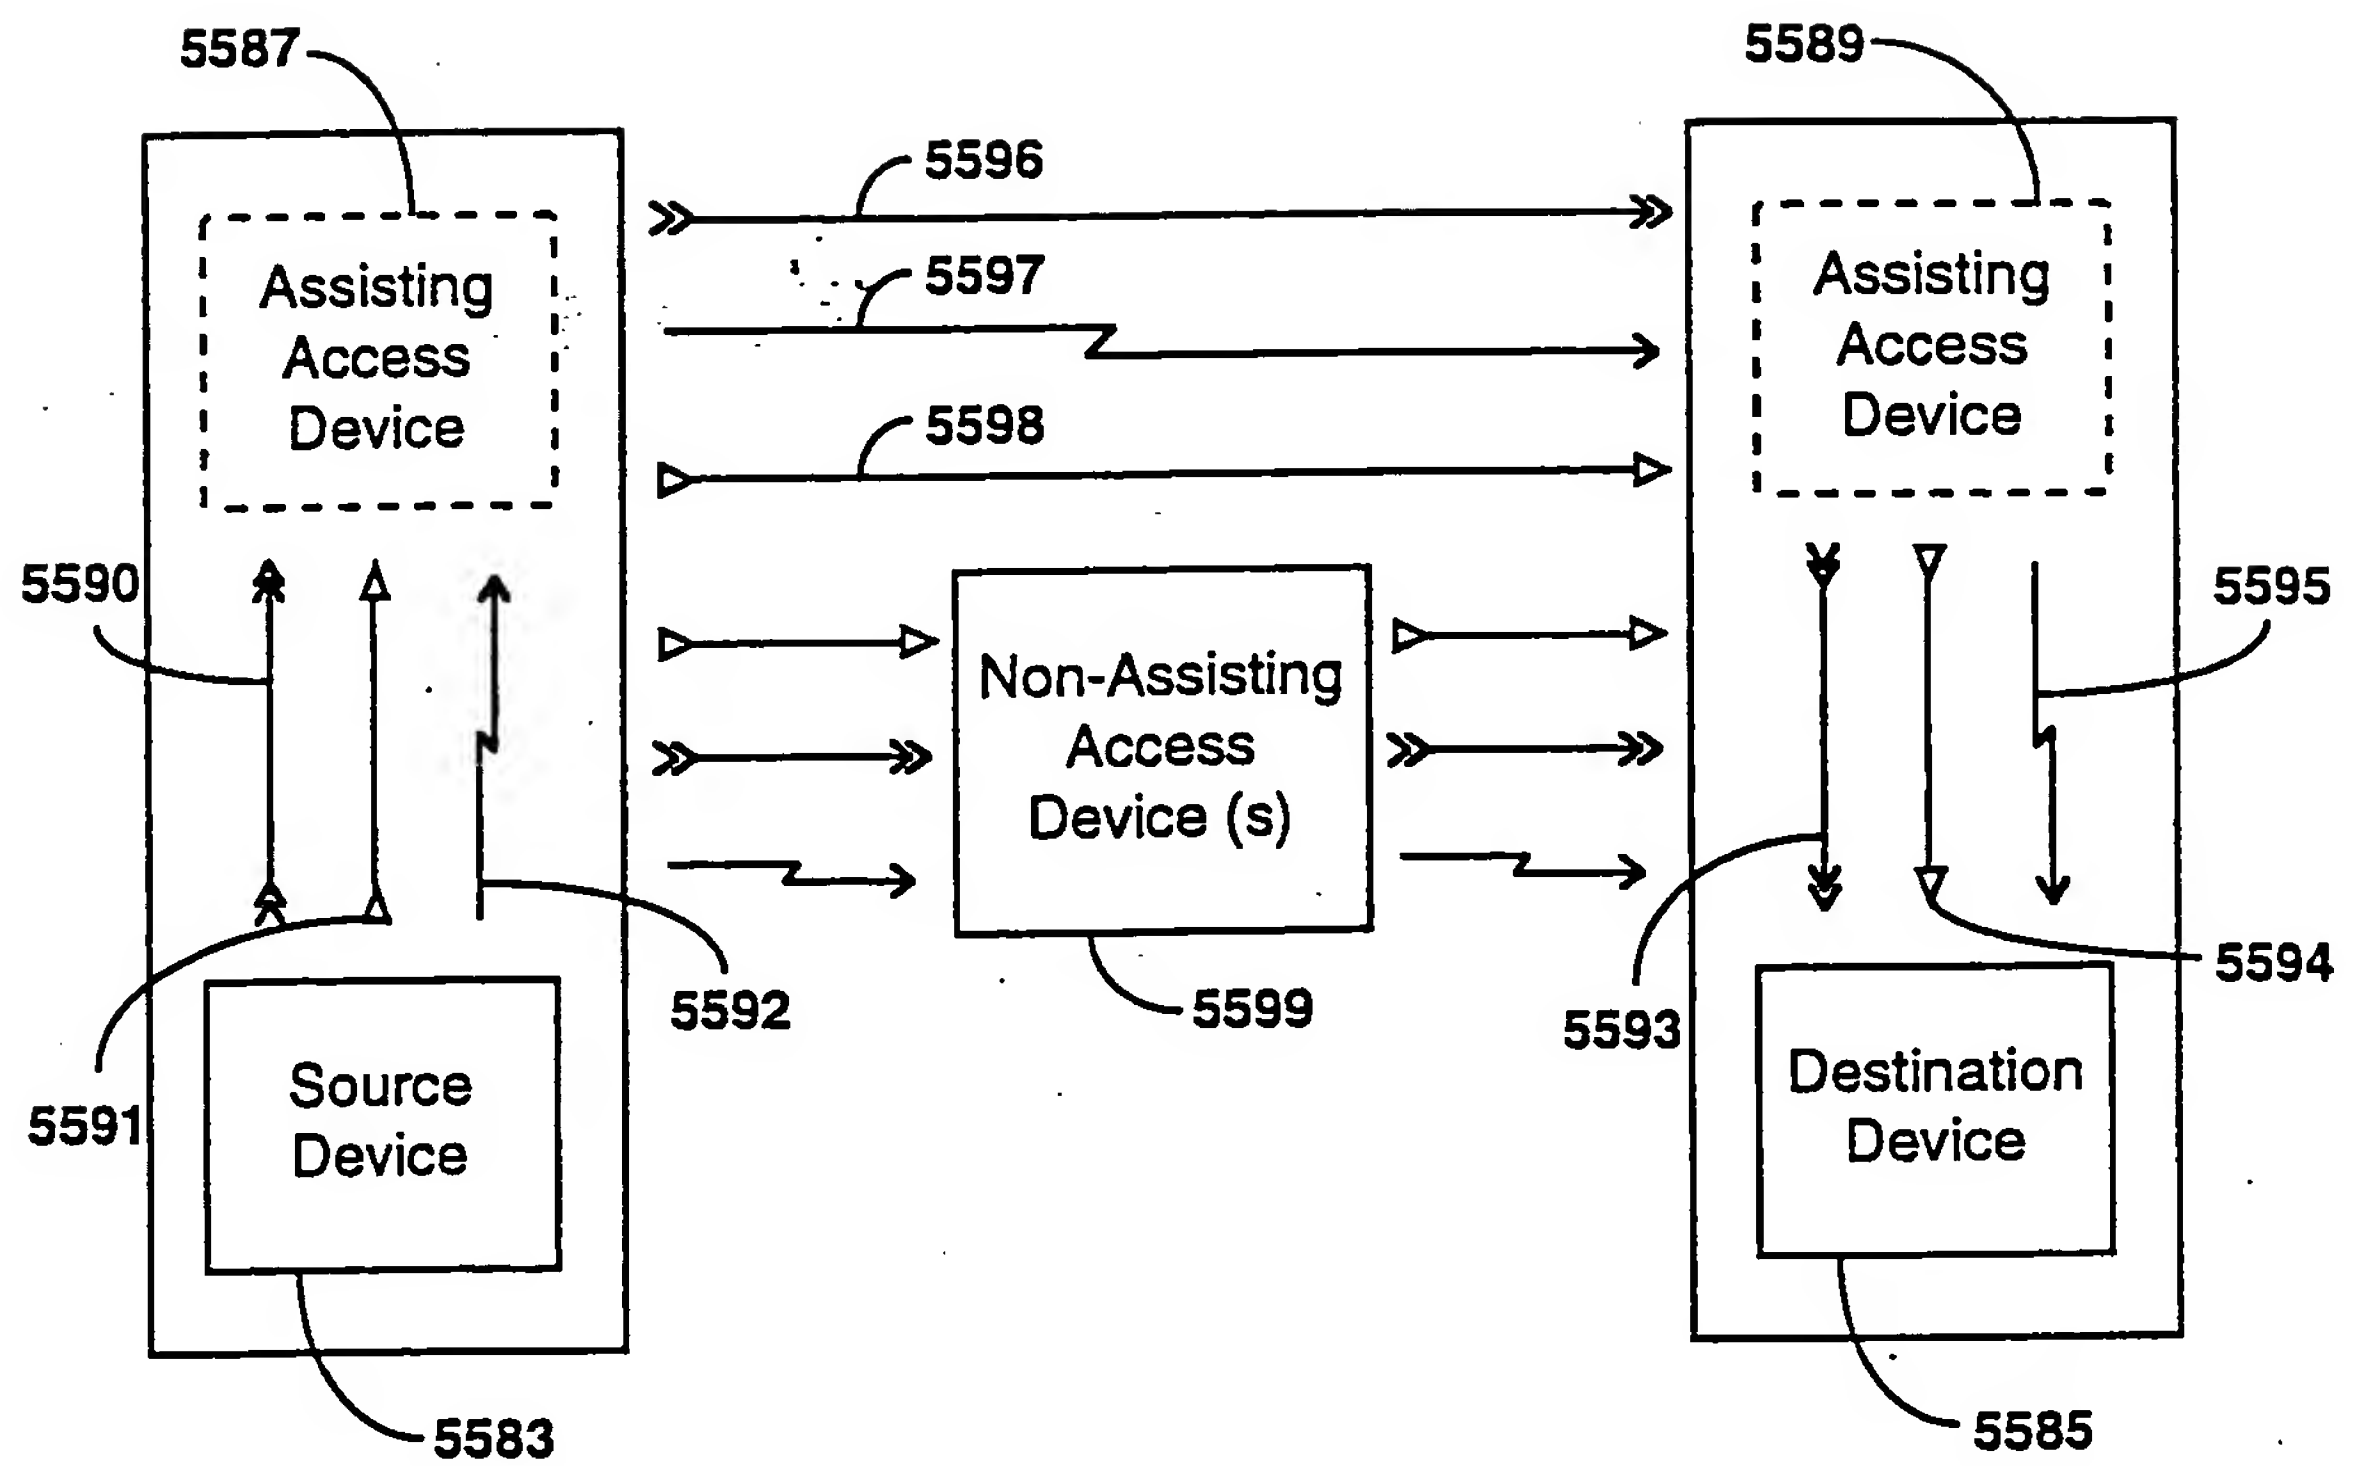 5587
5589
5596
5597
5598
Assisting
Access
Device
Assisting
Access
Device
5590
5595
Non-Assisting
Access
Device (s)
5592
5599
5593
5594
5591
Source
Device
Destination
Device
5583
5585